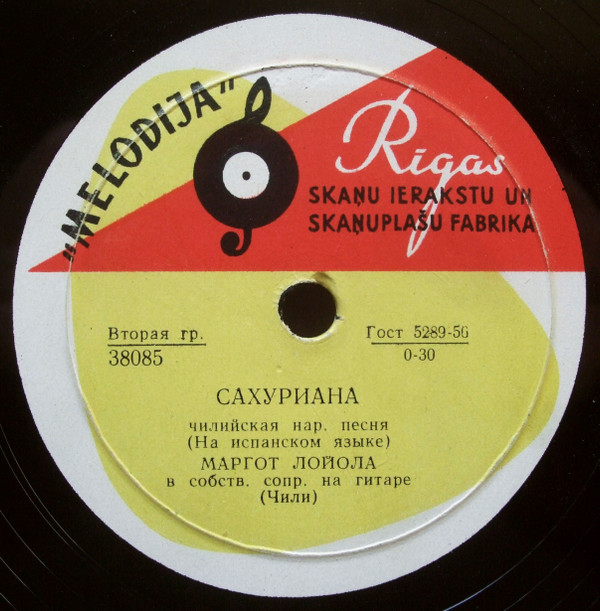 „MELODIJA”
Rigas
SKAŅU IERAKSTU UN
SKAŅUPLAŠU FABRIKA
Вторая гр.
38085
Гост 5289-56
0-30
САХУРИАНА
чилийская нар. песня
(На испанском языке)
МАРГОТ ЛОЙОЛА
в собств. сопр. на гитаре
(Чили)